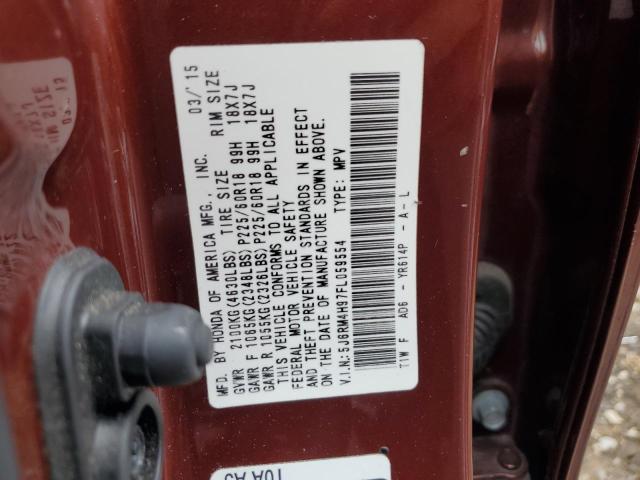 MFD. BY HONDA OF AMERICA MFG., INC. 03/'15
TIRE SIZE RIM SIZE
GVWR 2100KG(4630LBS)
GAWR F 1065KG(2348LBS)P225/60R18 99H 18X7J
GAWR R 1055KG(2326LBS)P225/60R18 99H 18X7J
THIS VEHICLE CONFORMS TO ALL APPLICABLE
FEDERAL MOTOR VEHICLE SAFETY
AND THEFT PREVENTION STANDARDS IN EFFECT
ON THE DATE OF MANUFACTURE SHOWN ABOVE.
V.I.N.:5J6RM4H97FL059554 TYPE: MPV
T1W F AD6 - YR614P - A - L